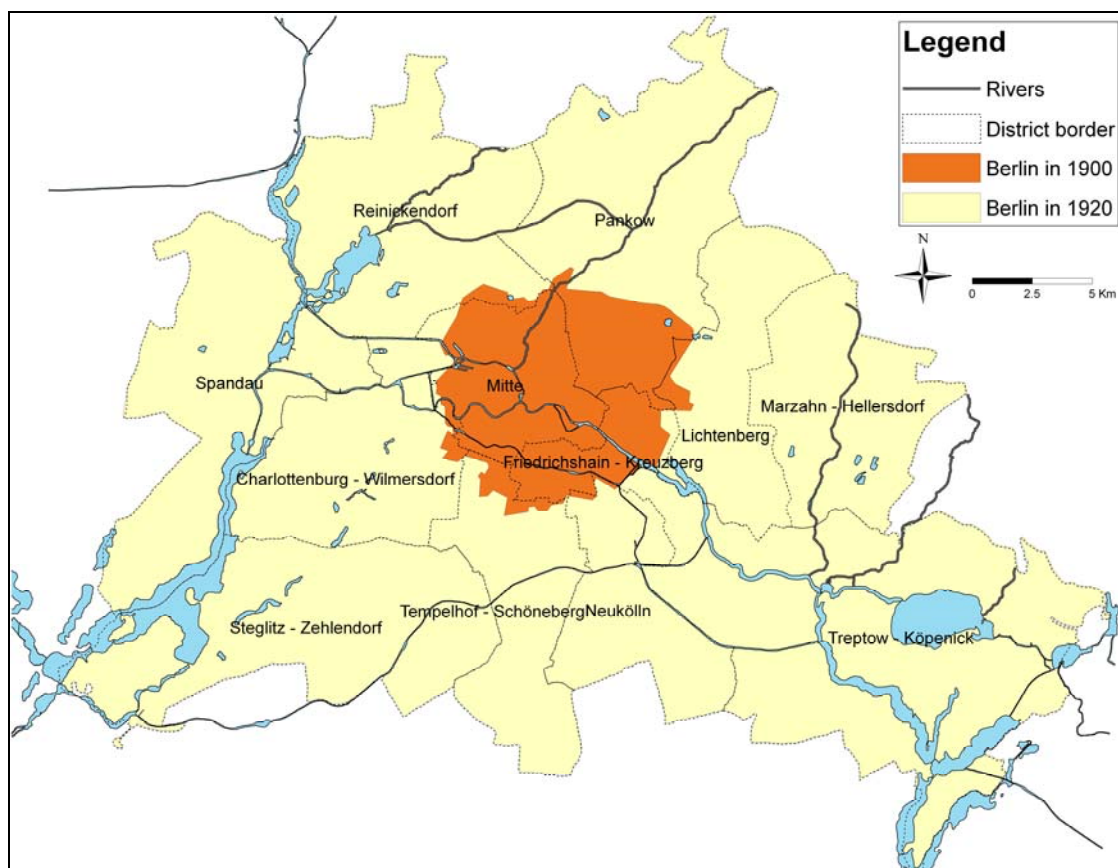 Legend
Rivers
District border
Berlin in 1900
Berlin in 1920
N
0 2.5 5 Km
Reinickendorf
Pankow
Spandau
Mitte
Marzahn - Hellersdorf
Lichtenberg
Friedrichshain - Kreuzberg
Charlottenburg - Wilmersdorf
Tempelhof - Schöneberg
Neukölln
Steglitz - Zehlendorf
Treptow - Köpenick